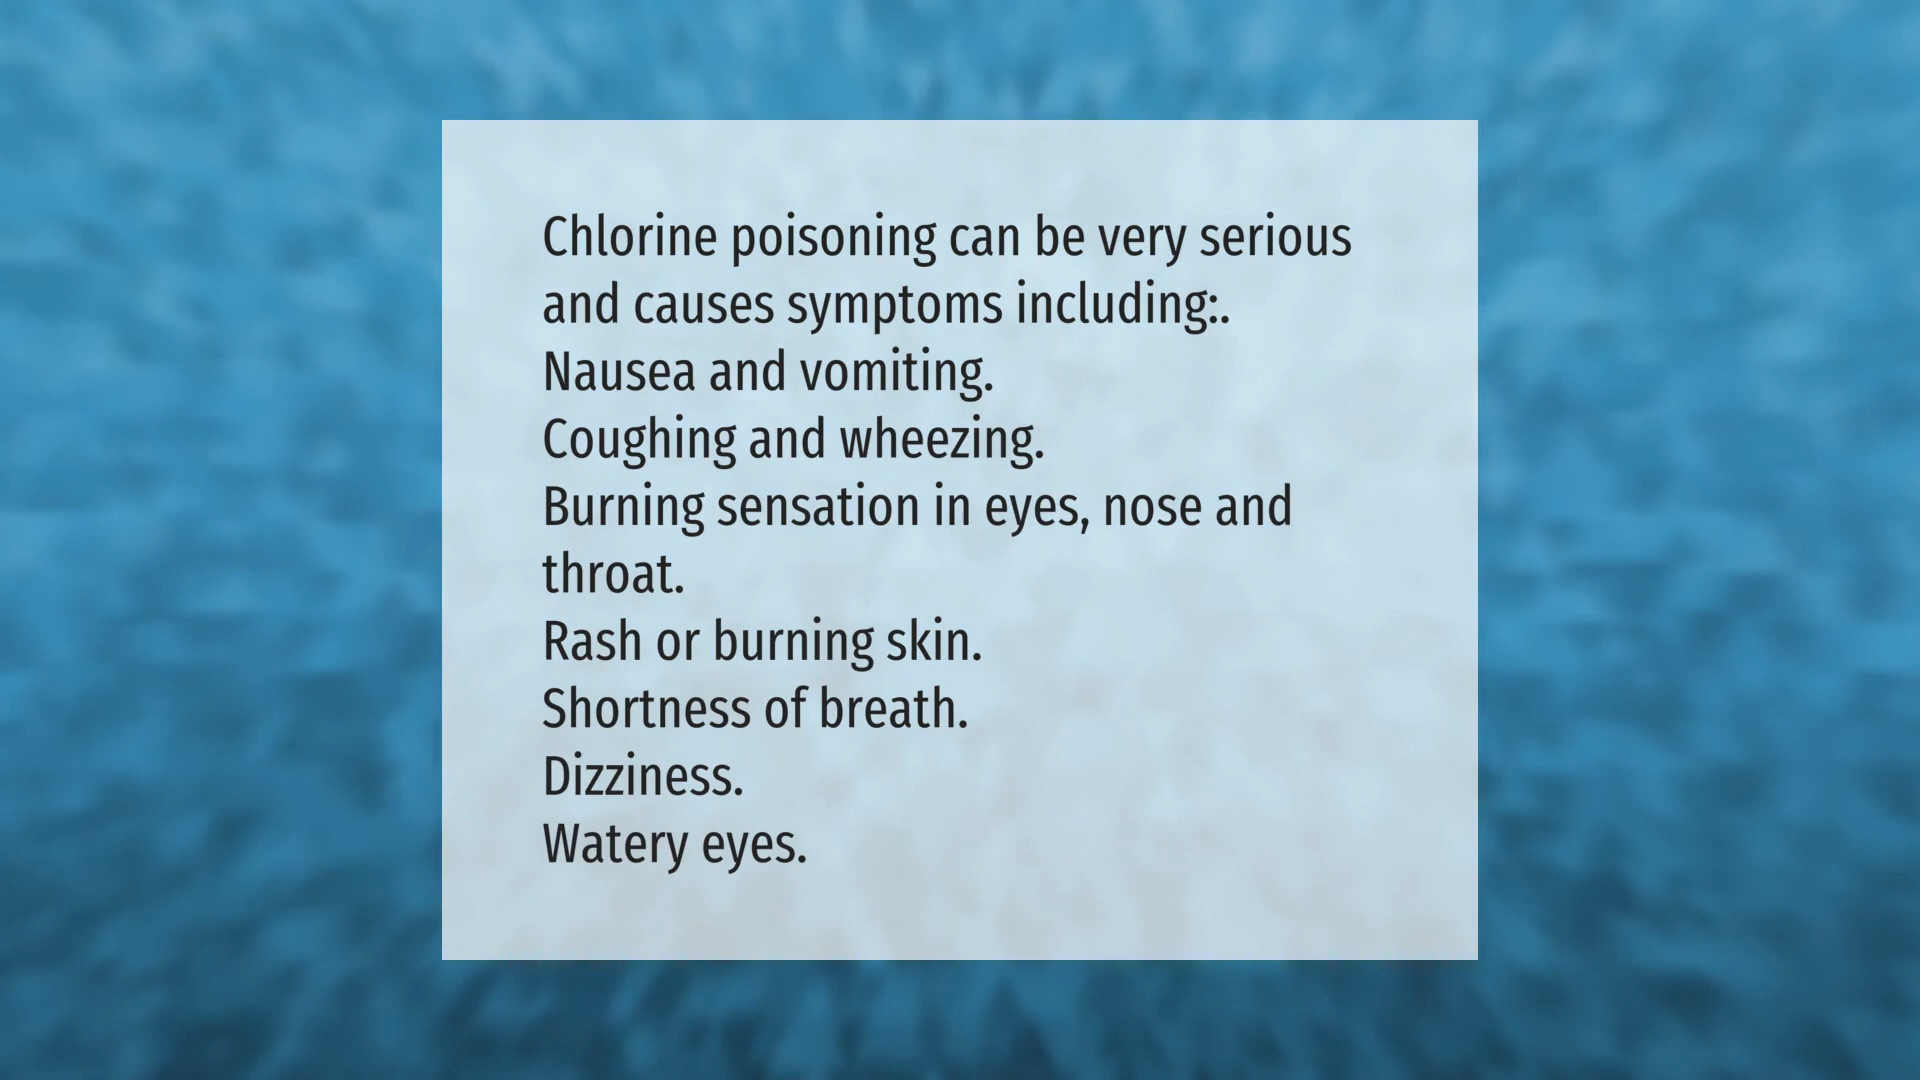 Chlorine poisoning can be very serious
and causes symptoms including:.
Nausea and vomiting.
Coughing and wheezing.
Burning sensation in eyes, nose and
throat.
Rash or burning skin.
Shortness of breath.
Dizziness.
Watery eyes.